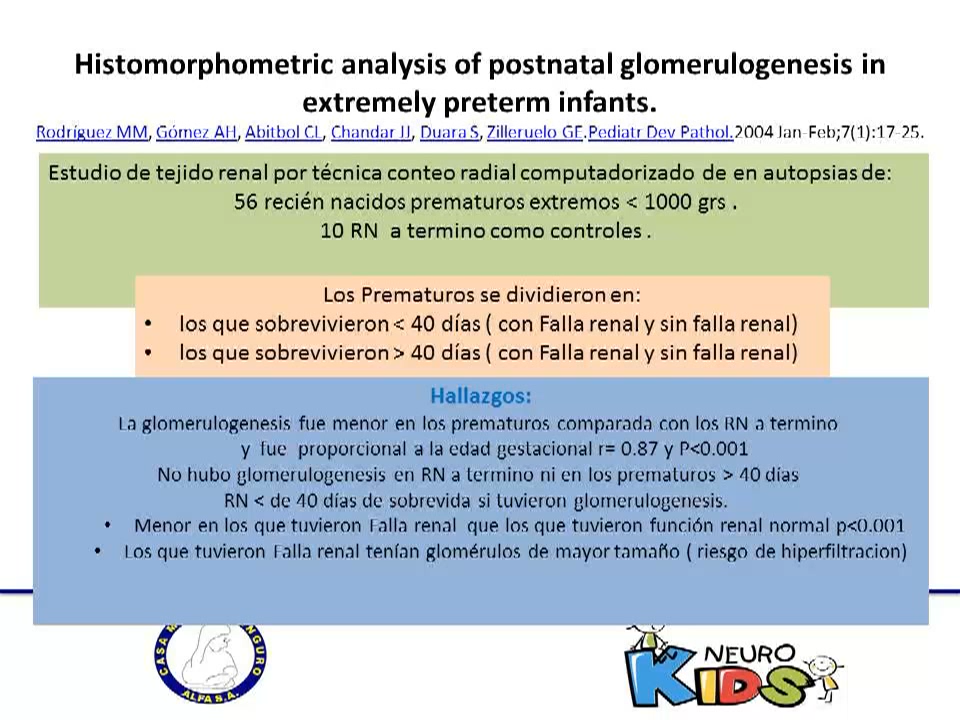 Histomorphometric analysis of postnatal glomerulogenesis in
extremely preterm infants.
Rodríguez MM, Gómez AH, Abitbol CL, Chandar JJ, Duara S, Zilleruelo GE.Pediatr Dev Pathol.2004 Jan-Feb;7(1):17-25.
Estudio de tejido renal por técnica conteo radial computadorizado de en autopsias de:
56 recién nacidos prematuros extremos < 1000 grs .
10 RN a termino como controles .
Los Prematuros se dividieron en:
• los que sobrevivieron < 40 días ( con Falla renal y sin falla renal)
• los que sobrevivieron > 40 días ( con Falla renal y sin falla renal)
Hallazgos:
La glomerulogenesis fue menor en los prematuros comparada con los RN a termino
y fue proporcional a la edad gestacional r= 0.87 y P<0.001
No hubo glomerulogenesis en RN a termino ni en los prematuros > 40 días
RN < de 40 días de sobrevida si tuvieron glomerulogenesis.
• Menor en los que tuvieron Falla renal que los que tuvieron función renal normal p<0.001
• Los que tuvieron Falla renal tenían glomérulos de mayor tamaño ( riesgo de hiperfiltracion)
CASA
ALFA S.A.
NEURO
KIDS